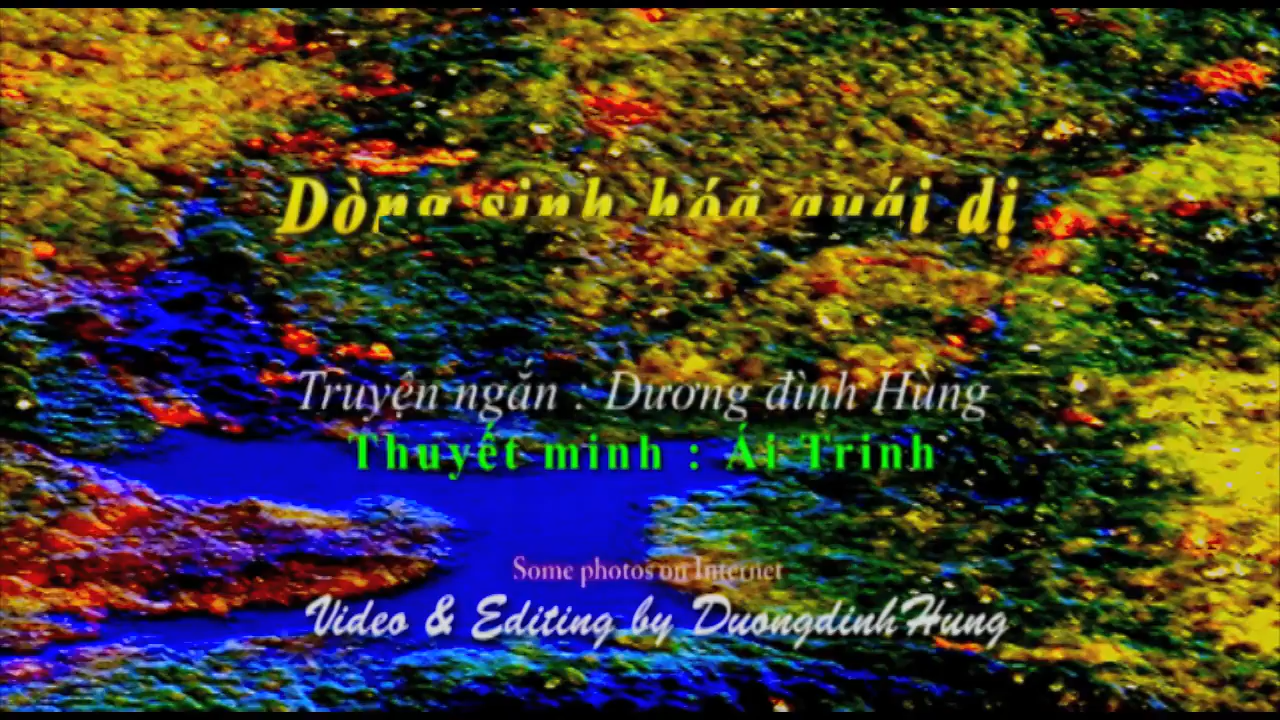 Dòng sinh hóa quái dị
Truyện ngắn : Dương đình Hùng
Thuyết minh : Ái Trinh
Some photos on Internet
Video & Editing by DuongdinhHung